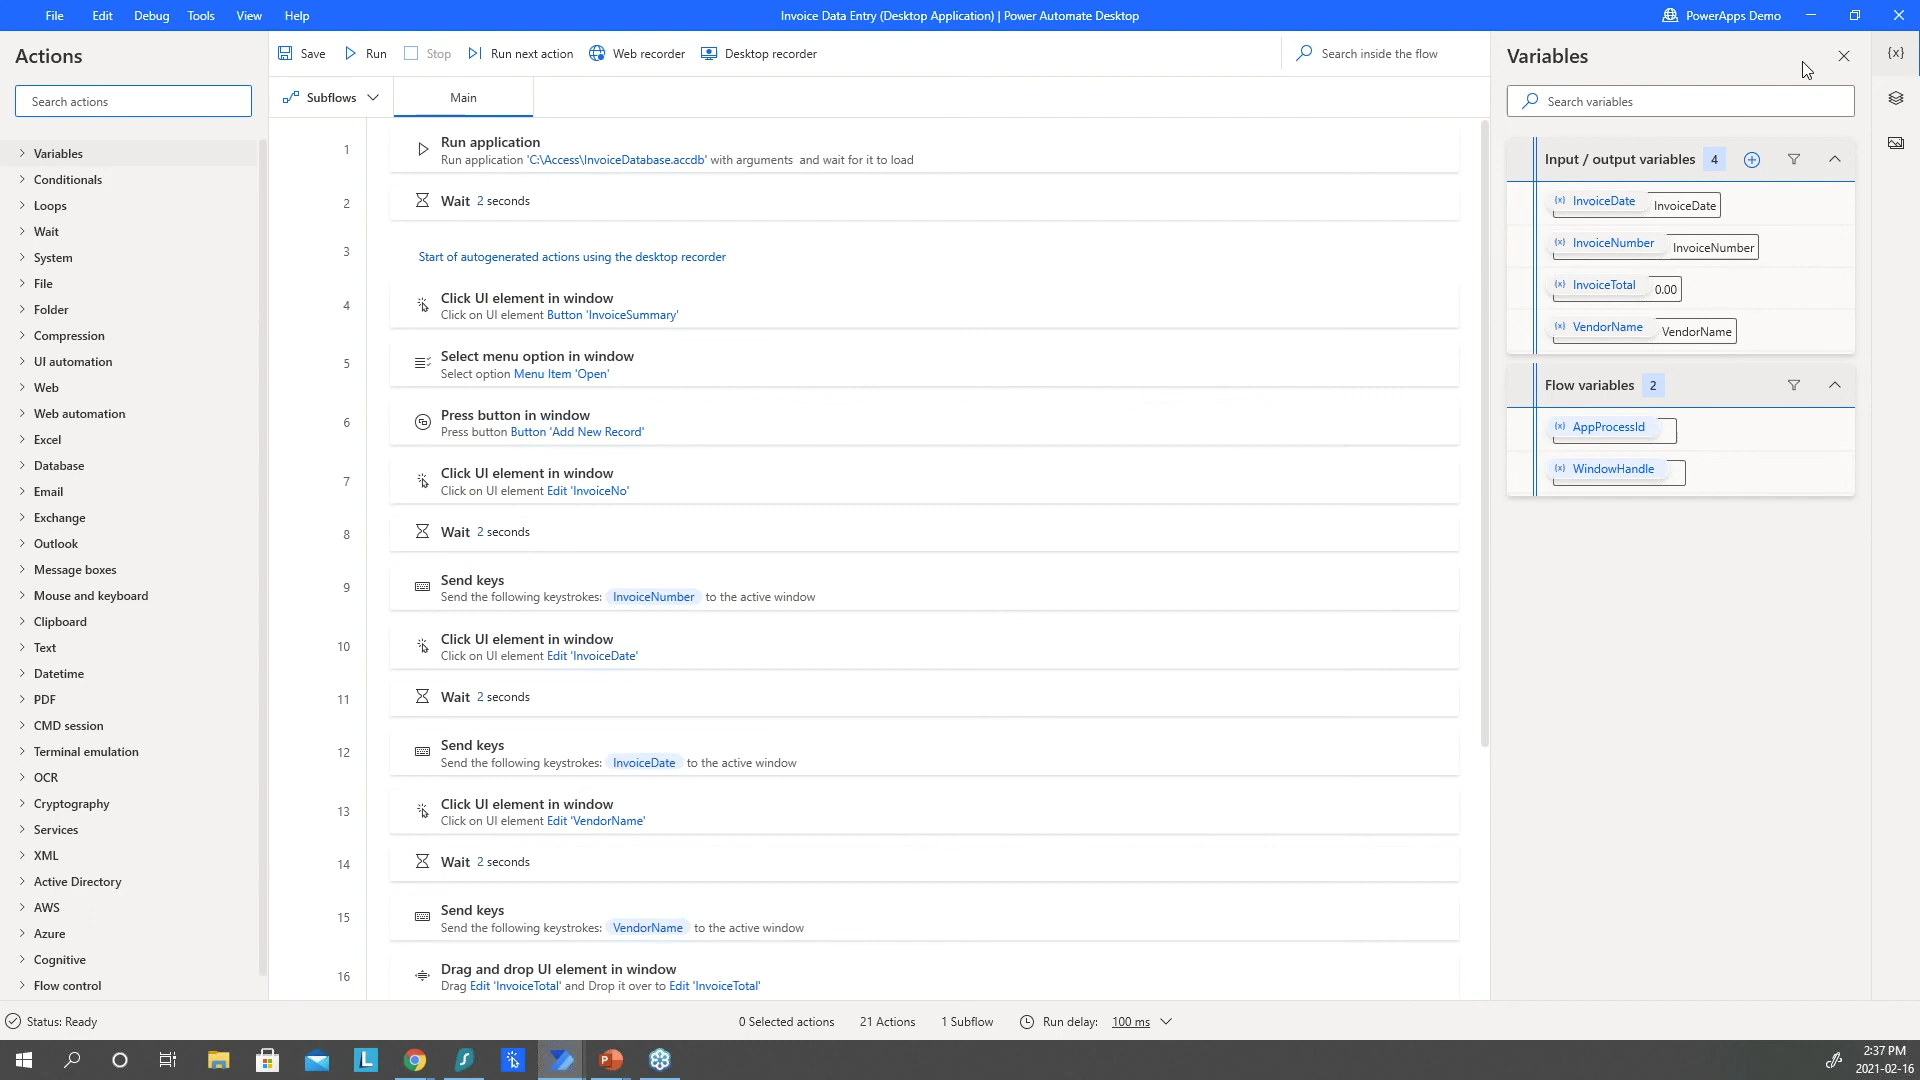 File Edit Debug Tools View Help
Invoice Data Entry (Desktop Application) | Power Automate Desktop
PowerApps Demo
Actions
Search actions
Variables
Conditionals
Loops
Wait
System
File
Folder
Compression
UI automation
Web
Web automation
Excel
Database
Email
Exchange
Outlook
Message boxes
Mouse and keyboard
Clipboard
Text
Datetime
PDF
CMD session
Terminal emulation
OCR
Cryptography
Services
XML
Active Directory
AWS
Azure
Cognitive
Flow control
Save Run Stop Run next action Web recorder Desktop recorder
Search inside the flow
Subflows Main
1 Run application
Run application 'C:\Access\InvoiceDatabase.accdb' with arguments and wait for it to load
2 Wait 2 seconds
3 Start of autogenerated actions using the desktop recorder
4 Click UI element in window
Click on UI element Button 'InvoiceSummary'
5 Select menu option in window
Select option Menu Item 'Open'
6 Press button in window
Press button Button 'Add New Record'
7 Click UI element in window
Click on UI element Edit 'InvoiceNo'
8 Wait 2 seconds
9 Send keys
Send the following keystrokes: InvoiceNumber to the active window
10 Click UI element in window
Click on UI element Edit 'InvoiceDate'
11 Wait 2 seconds
12 Send keys
Send the following keystrokes: InvoiceDate to the active window
13 Click UI element in window
Click on UI element Edit 'VendorName'
14 Wait 2 seconds
15 Send keys
Send the following keystrokes: VendorName to the active window
16 Drag and drop UI element in window
Drag Edit 'InvoiceTotal' and Drop it over to Edit 'InvoiceTotal'
Variables
{x}
Search variables
Input / output variables 4
{x} InvoiceDate InvoiceDate
{x} InvoiceNumber InvoiceNumber
{x} InvoiceTotal 0.00
{x} VendorName VendorName
Flow variables 2
{x} AppProcessId
{x} WindowHandle
Status: Ready
0 Selected actions 21 Actions 1 Subflow Run delay: 100 ms
L
P
2:37 PM
2021-02-16